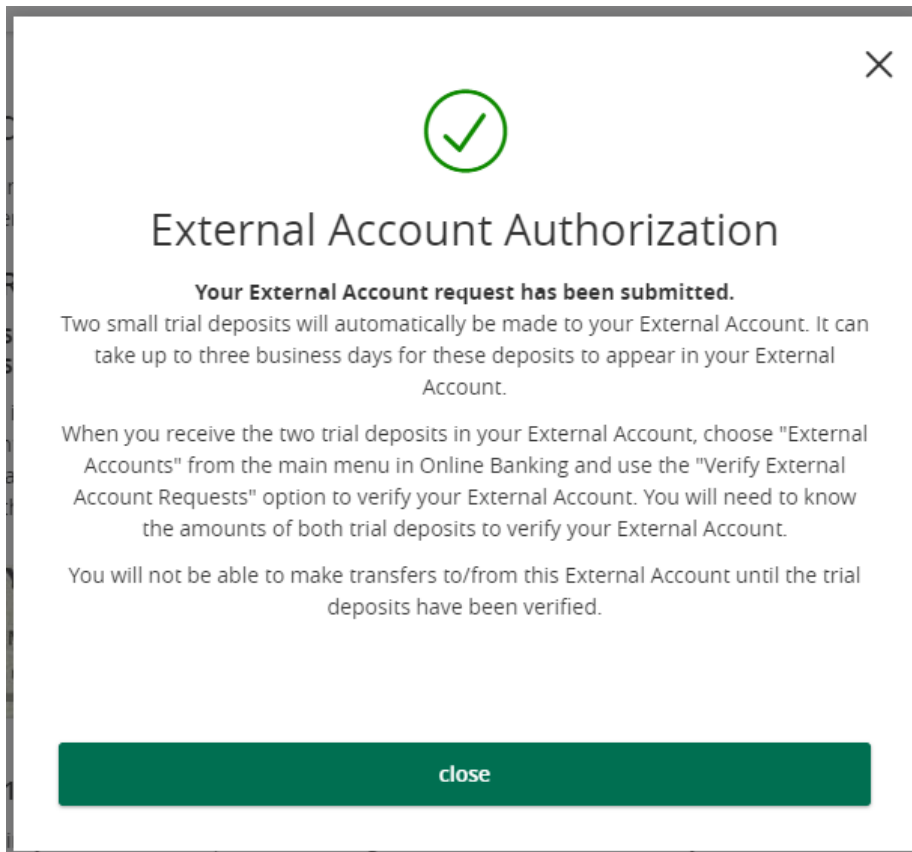 External Account Authorization
Your External Account request has been submitted.
Two small trial deposits will automatically be made to your External Account. It can
take up to three business days for these deposits to appear in your External
Account.
When you receive the two trial deposits in your External Account, choose "External
Accounts" from the main menu in Online Banking and use the "Verify External
Account Requests" option to verify your External Account. You will need to know
the amounts of both trial deposits to verify your External Account.
You will not be able to make transfers to/from this External Account until the trial
deposits have been verified.
close